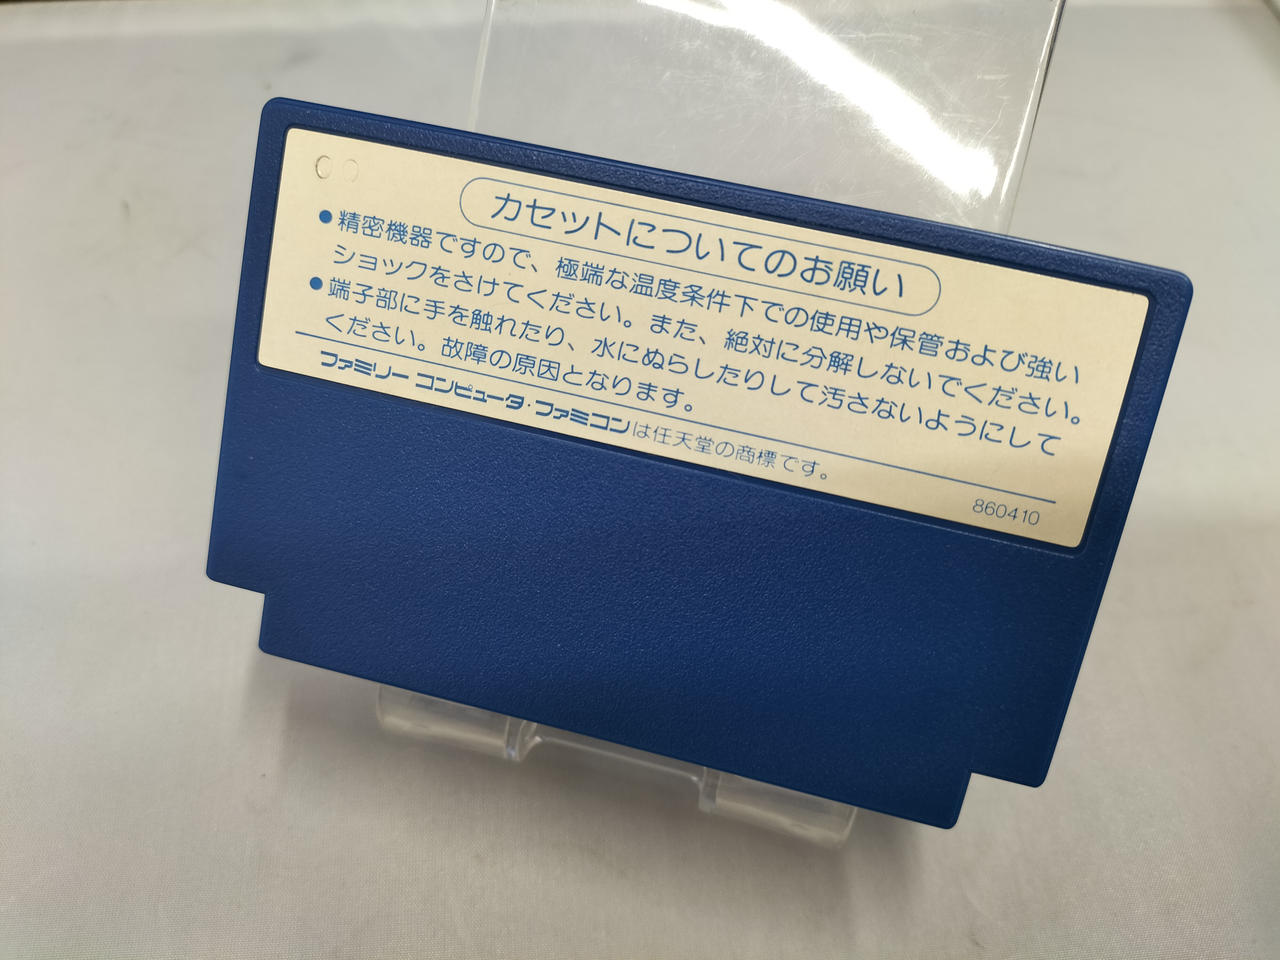 カセットについてのお願い
●精密機器ですので、極端な温度条件下での使用や保管および強い
ショックをさけてください。また、絶対に分解しないでください。
●端子部に手を触れたり、水にぬらしたりして汚さないようにして
ください。故障の原因となります。
ファミリー コンピュータ・ファミコンは任天堂の商標です。
860410